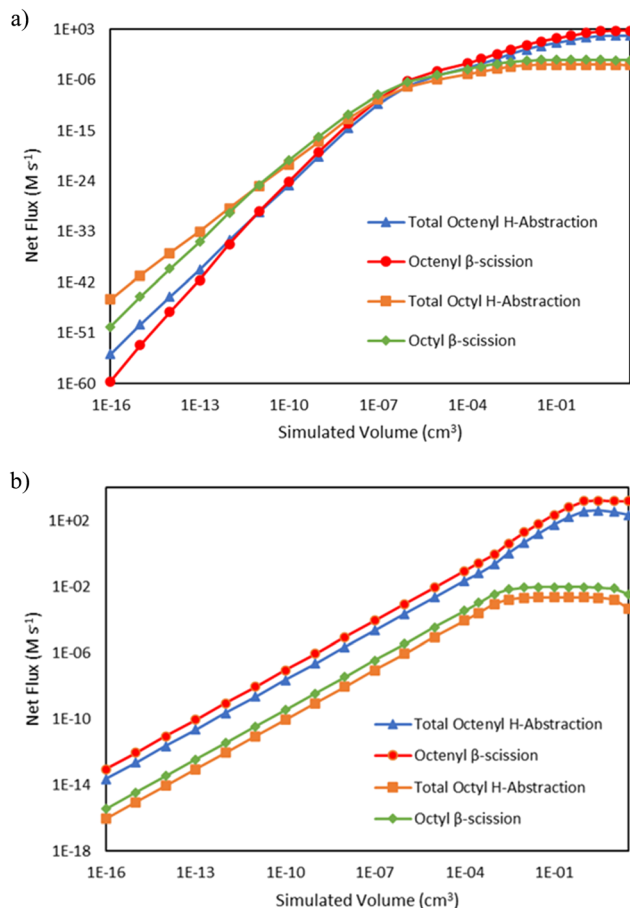 a)
1E+03
1E-06
1E-15
1E-24
1E-33
1E-42
1E-51
1E-60
Net Flux (M s-1)
Total Octenyl H-Abstraction
Octenyl β-scission
Total Octyl H-Abstraction
Octyl β-scission
1E-16 1E-13 1E-10 1E-07 1E-04 1E-01
Simulated Volume (cm3)
b)
1E+02
1E-02
1E-06
1E-10
1E-14
1E-18
Net Flux (M s-1)
Total Octenyl H-Abstraction
Octenyl β-scission
Total Octyl H-Abstraction
Octyl β-scission
1E-16 1E-13 1E-10 1E-07 1E-04 1E-01
Simulated Volume (cm3)